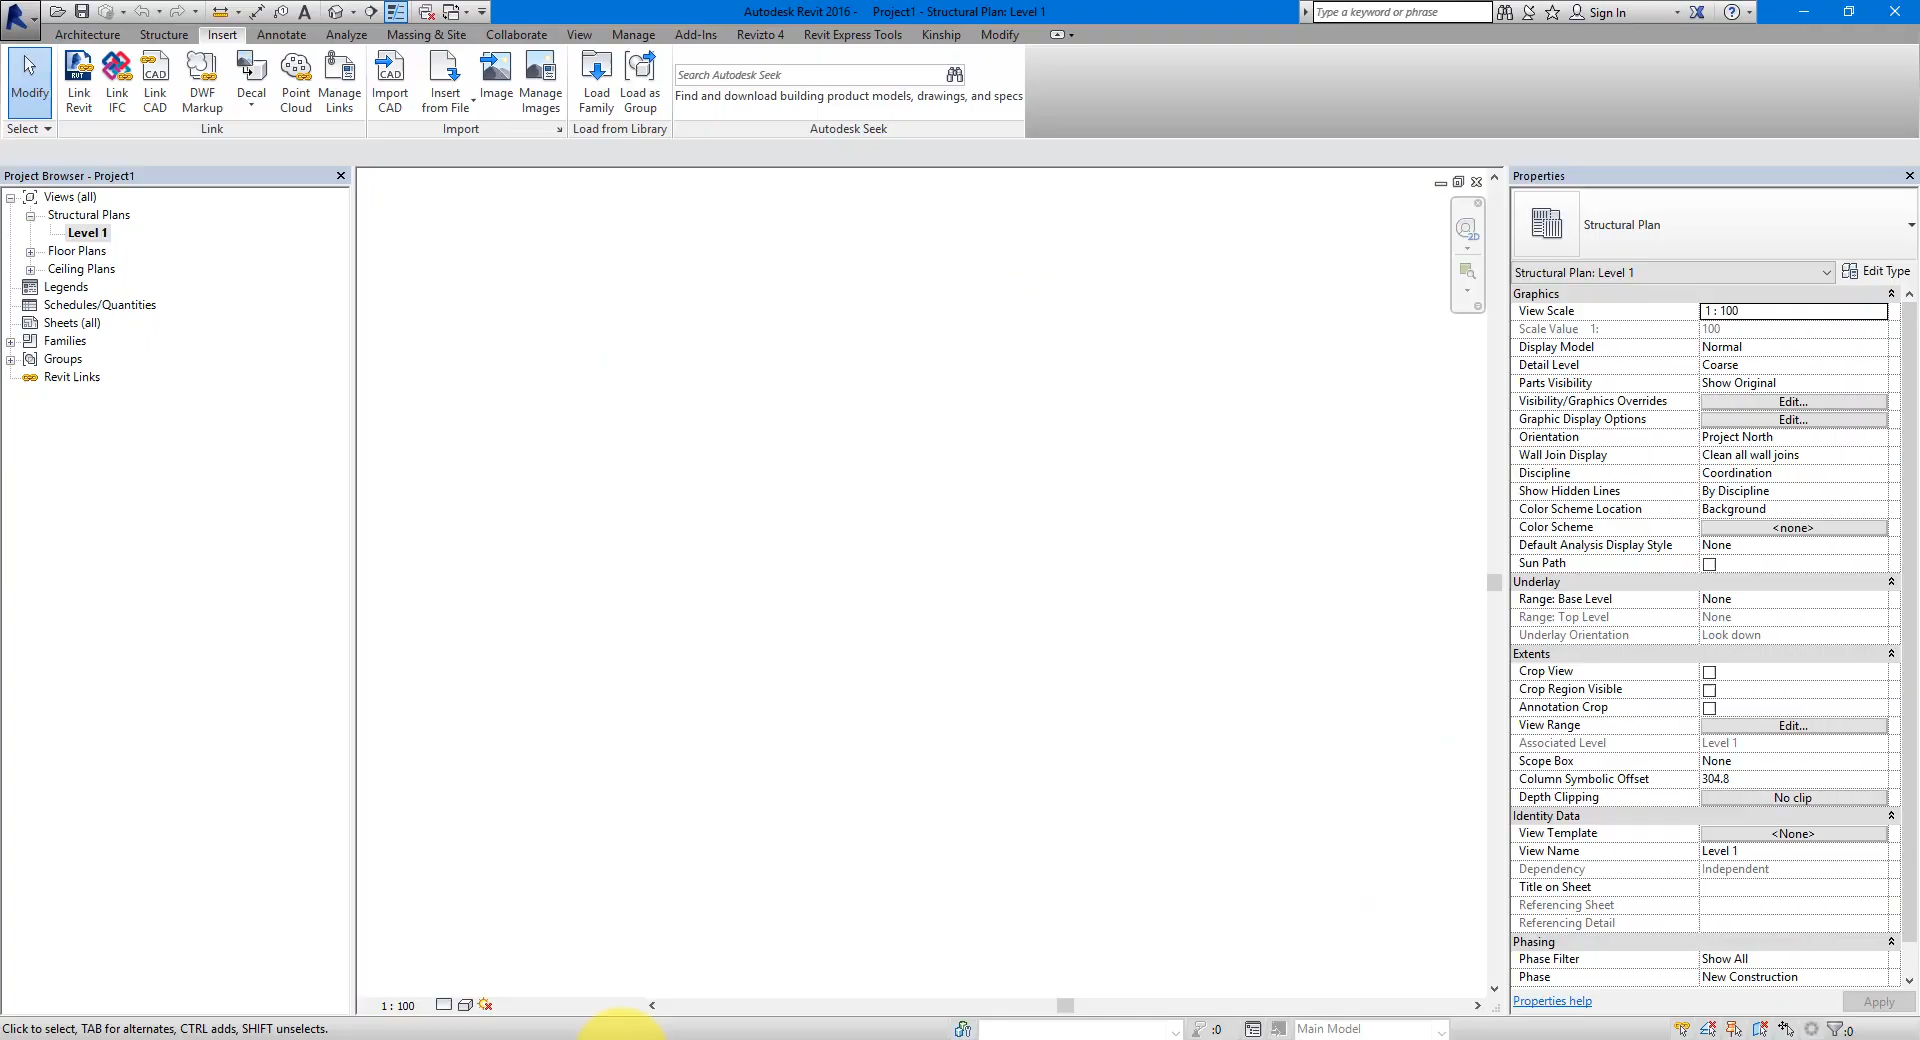 Autodesk Revit 2016 - Project1 - Structural Plan: Level 1
Type a keyword or phrase
Sign In
Architecture Structure Insert Annotate Analyze Massing & Site Collaborate View Manage Add-Ins Revizto 4 Revit Express Tools Kinship Modify
Modify
Link Revit
RVT
Link IFC
Link CAD
CAD
DWF Markup
Decal
Point Cloud
Manage Links
Import CAD
CAD
Insert from File
Image
Manage Images
Load Family
Load as Group
Search Autodesk Seek
Find and download building product models, drawings, and specs
Select
Link
Import
Load from Library
Autodesk Seek
Project Browser - Project1
Views (all)
Structural Plans
Level 1
Floor Plans
Ceiling Plans
Legends
Schedules/Quantities
Sheets (all)
Families
Groups
Revit Links
2D
Properties
Structural Plan
Structural Plan: Level 1
Edit Type
Graphics
View Scale 1 : 100
Scale Value 1: 100
Display Model Normal
Detail Level Coarse
Parts Visibility Show Original
Visibility/Graphics Overrides Edit...
Graphic Display Options Edit...
Orientation Project North
Wall Join Display Clean all wall joins
Discipline Coordination
Show Hidden Lines By Discipline
Color Scheme Location Background
Color Scheme <none>
Default Analysis Display Style None
Sun Path
Underlay
Range: Base Level None
Range: Top Level None
Underlay Orientation Look down
Extents
Crop View
Crop Region Visible
Annotation Crop
View Range Edit...
Associated Level Level 1
Scope Box None
Column Symbolic Offset 304.8
Depth Clipping No clip
Identity Data
View Template <None>
View Name Level 1
Dependency Independent
Title on Sheet
Referencing Sheet
Referencing Detail
Phasing
Phase Filter Show All
Phase New Construction
Properties help
Apply
1 : 100
Click to select, TAB for alternates, CTRL adds, SHIFT unselects.
:0
Main Model
:0